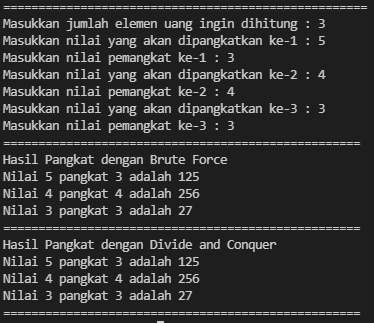 ====================================================
Masukkan jumlah elemen uang ingin dihitung : 3
Masukkan nilai yang akan dipangkatkan ke-1 : 5
Masukkan nilai pemangkat ke-1 : 3
Masukkan nilai yang akan dipangkatkan ke-2 : 4
Masukkan nilai pemangkat ke-2 : 4
Masukkan nilai yang akan dipangkatkan ke-3 : 3
Masukkan nilai pemangkat ke-3 : 3
===================================================
Hasil Pangkat dengan Brute Force
Nilai 5 pangkat 3 adalah 125
Nilai 4 pangkat 4 adalah 256
Nilai 3 pangkat 3 adalah 27
===================================================
Hasil Pangkat dengan Divide and Conquer
Nilai 5 pangkat 3 adalah 125
Nilai 4 pangkat 4 adalah 256
Nilai 3 pangkat 3 adalah 27
===================================================